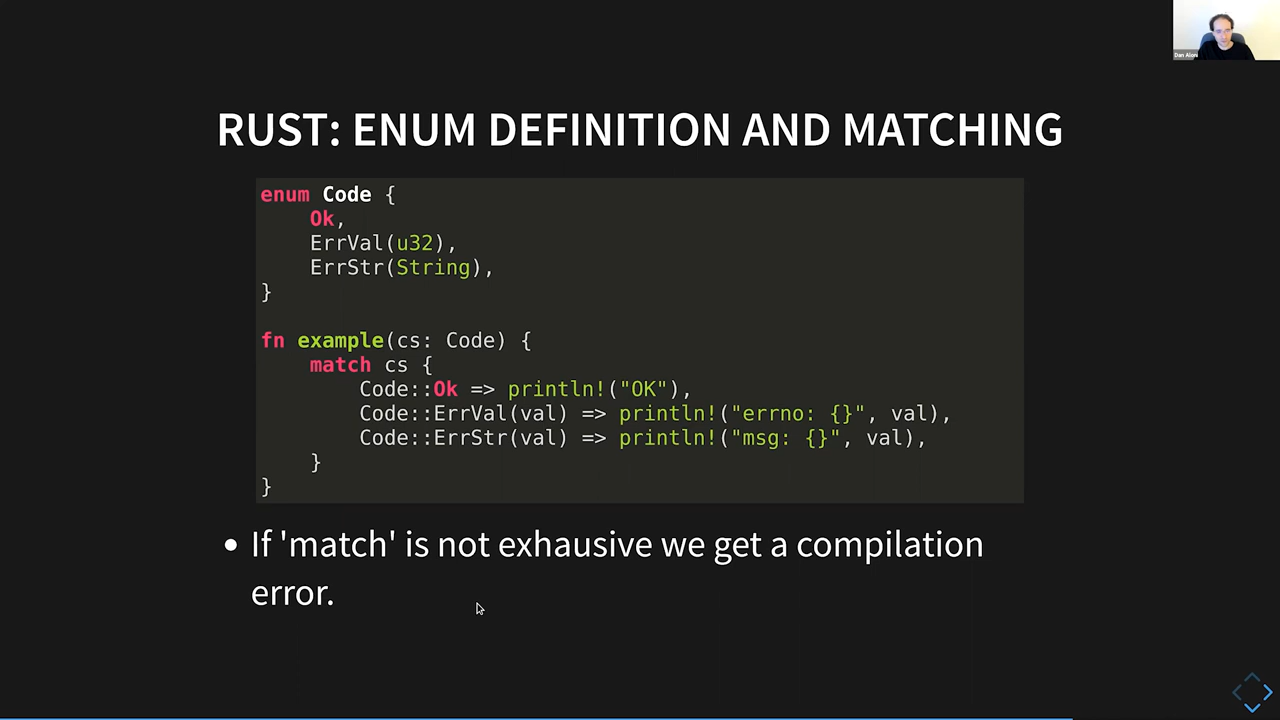 Dan Alon
RUST: ENUM DEFINITION AND MATCHING
enum Code {
    Ok,
    ErrVal(u32),
    ErrStr(String),
}
fn example(cs: Code) {
    match cs {
        Code::Ok => println!("OK"),
        Code::ErrVal(val) => println!("errno: {}", val),
        Code::ErrStr(val) => println!("msg: {}", val),
    }
}
• If 'match' is not exhausive we get a compilation
error.